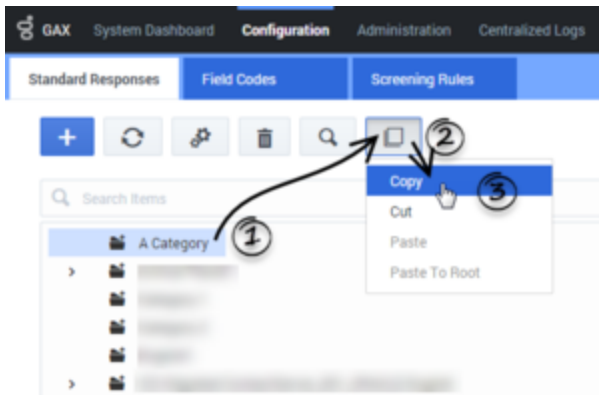 GAX System Dashboard Configuration Administration Centralized Logs
Standard Responses Field Codes Screening Rules
2
Copy 3
Search Items
Cut
A Category 1
Paste
Paste To Root